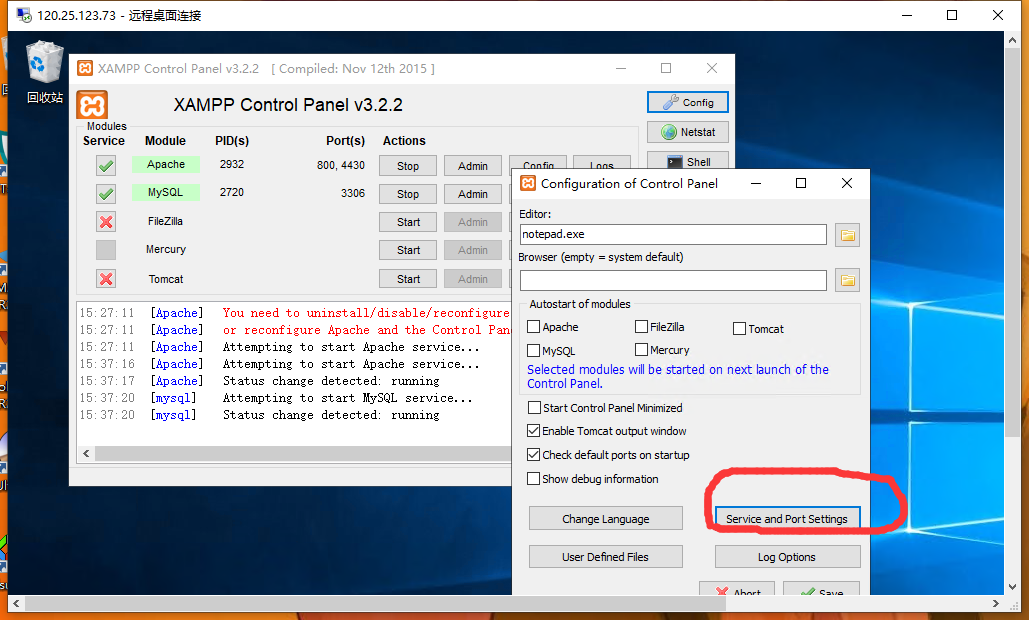 120.25.123.73 - 远程桌面连接
回收站
XAMPP Control Panel v3.2.2 [ Compiled: Nov 12th 2015 ]
XAMPP Control Panel v3.2.2
Config
Netstat
Shell
Modules
Service Module PID(s) Port(s) Actions
Apache 2932 800, 4430 Stop Admin Config Logs
MySQL 2720 3306 Stop Admin
FileZilla Start Admin
Mercury Start Admin
Tomcat Start Admin
15:27:11 [Apache] You need to uninstall/disable/reconfigure
15:27:11 [Apache] or reconfigure Apache and the Control Pan
15:27:11 [Apache] Attempting to start Apache service...
15:37:16 [Apache] Attempting to start Apache service...
15:37:17 [Apache] Status change detected: running
15:37:20 [mysql] Attempting to start MySQL service...
15:37:20 [mysql] Status change detected: running
Configuration of Control Panel
Editor:
notepad.exe
Browser (empty = system default)
Autostart of modules
Apache FileZilla Tomcat
MySQL Mercury
Selected modules will be started on next launch of the
Control Panel.
Start Control Panel Minimized
Enable Tomcat output window
Check default ports on startup
Show debug information
Change Language Service and Port Settings
User Defined Files Log Options
Abort Save